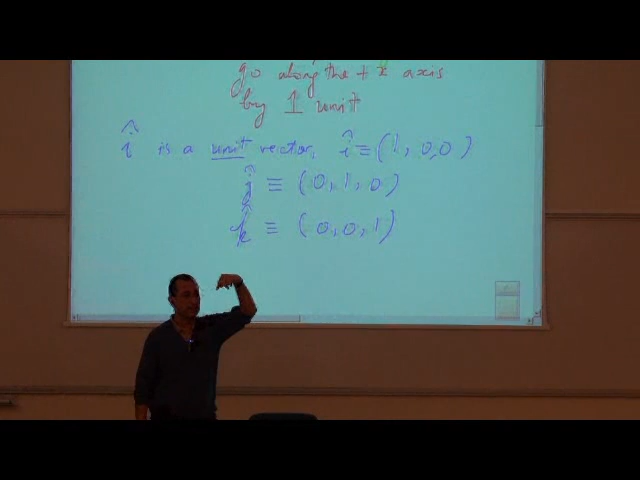 go along the + x axis
by 1 unit
î is a unit vector, î ≡ (1, 0,0)
ĵ ≡ (0, 1, 0)
k̂ ≡ (0, 0, 1)